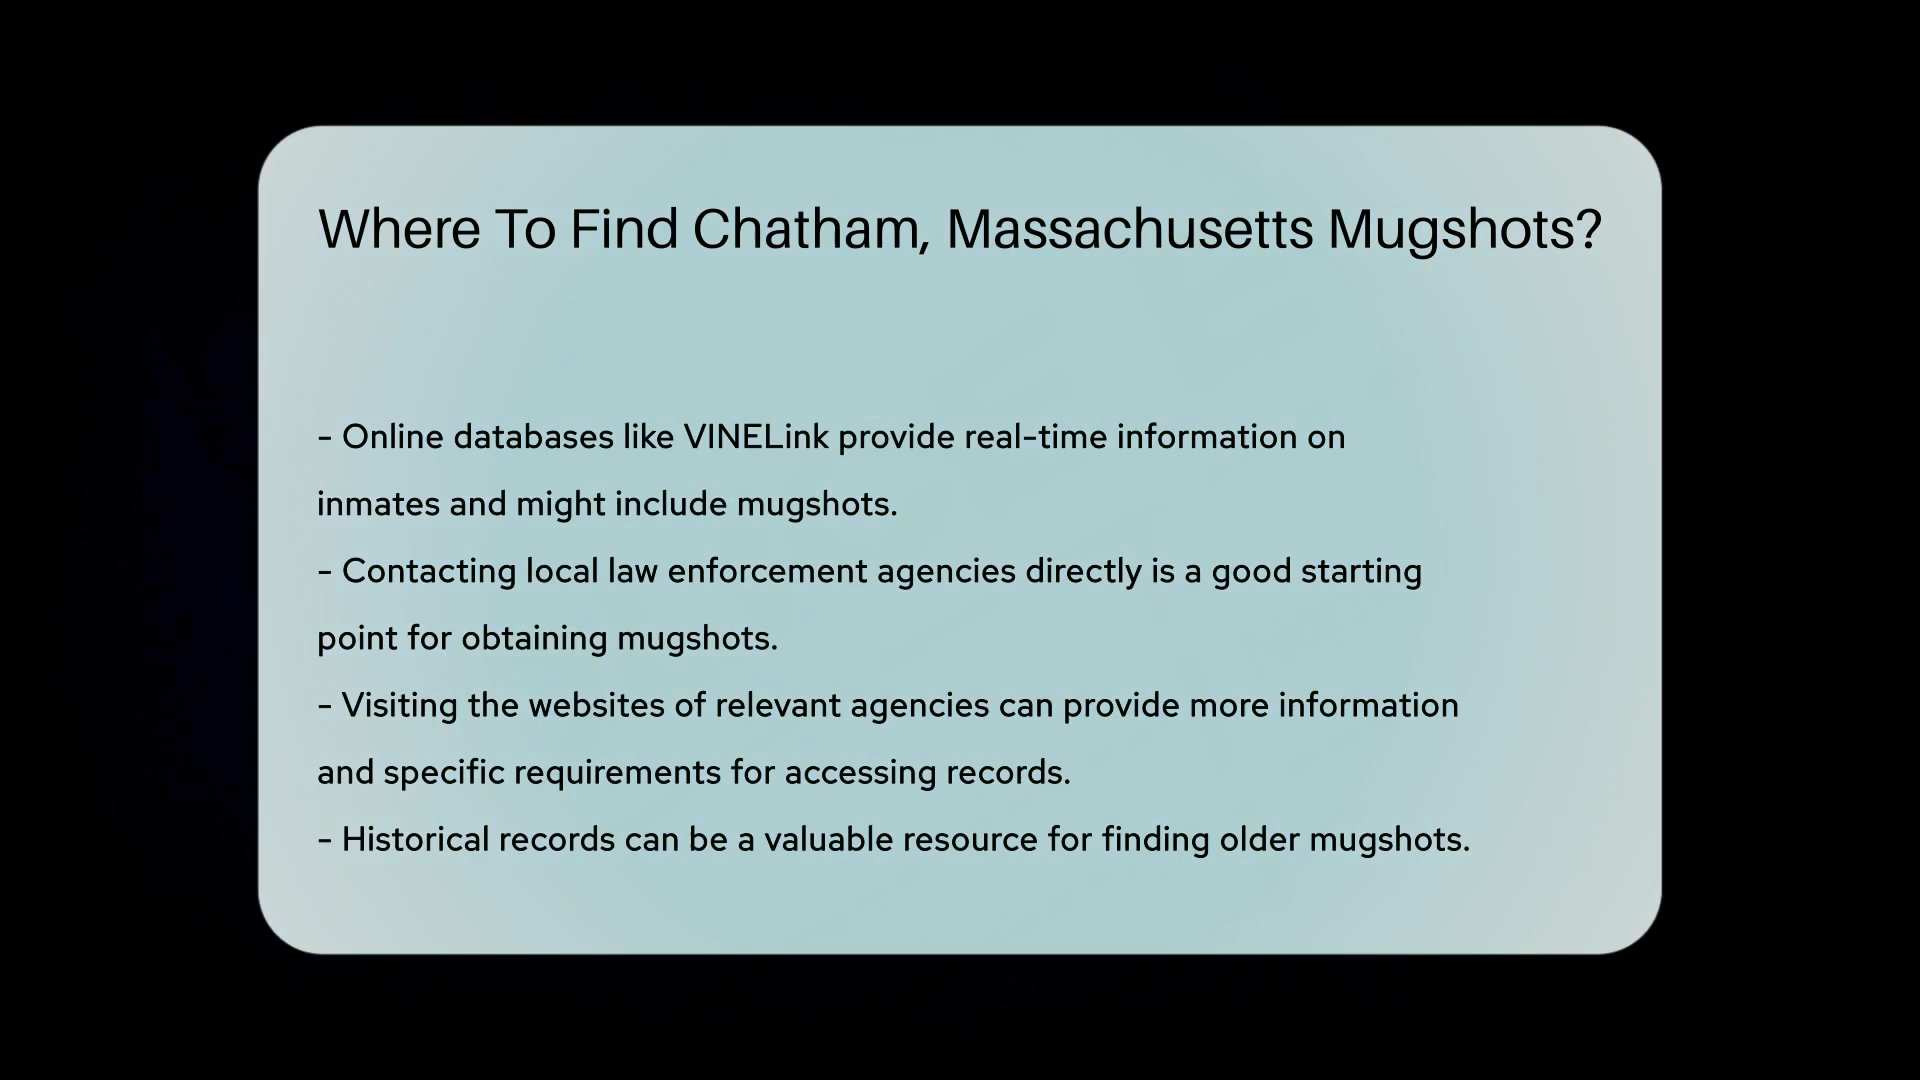 Where To Find Chatham, Massachusetts Mugshots?
- Online databases like VINELink provide real-time information on
inmates and might include mugshots.
- Contacting local law enforcement agencies directly is a good starting
point for obtaining mugshots.
- Visiting the websites of relevant agencies can provide more information
and specific requirements for accessing records.
- Historical records can be a valuable resource for finding older mugshots.